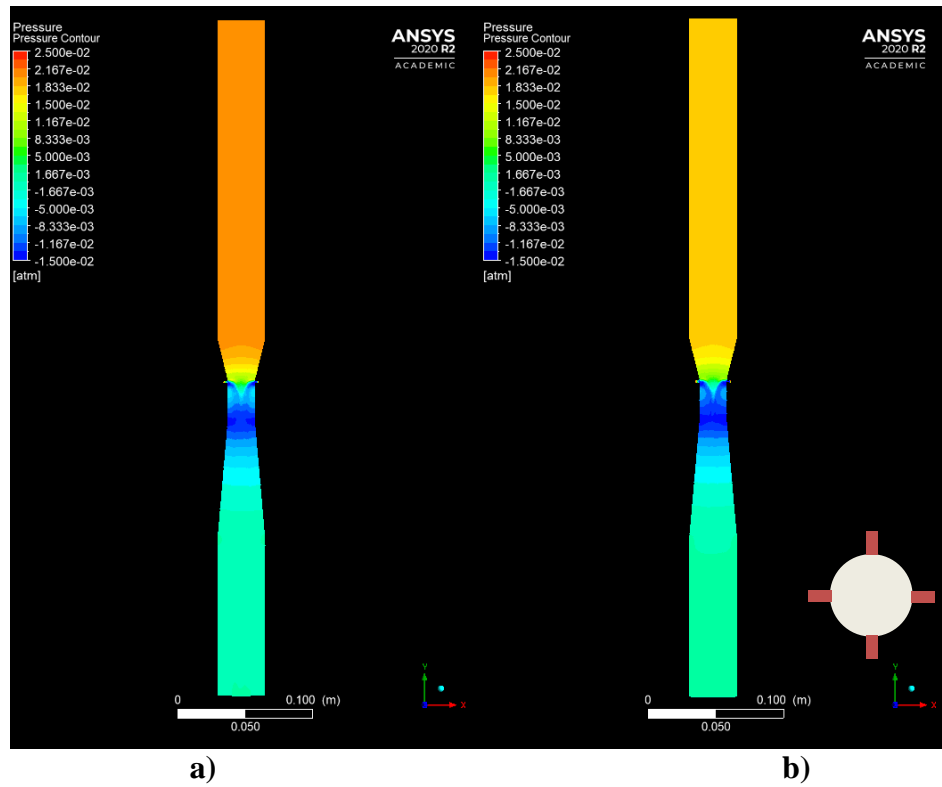 Pressure
Pressure Contour
2.500e-02
2.167e-02
1.833e-02
1.500e-02
1.167e-02
8.333e-03
5.000e-03
1.667e-03
-1.667e-03
-5.000e-03
-8.333e-03
-1.167e-02
-1.500e-02
[atm]
ANSYS
2020 R2
ACADEMIC
0 0.100 (m)
0.050
Y
X
a)
Pressure
Pressure Contour
2.500e-02
2.167e-02
1.833e-02
1.500e-02
1.167e-02
8.333e-03
5.000e-03
1.667e-03
-1.667e-03
-5.000e-03
-8.333e-03
-1.167e-02
-1.500e-02
[atm]
ANSYS
2020 R2
ACADEMIC
0 0.100 (m)
0.050
Y
X
b)